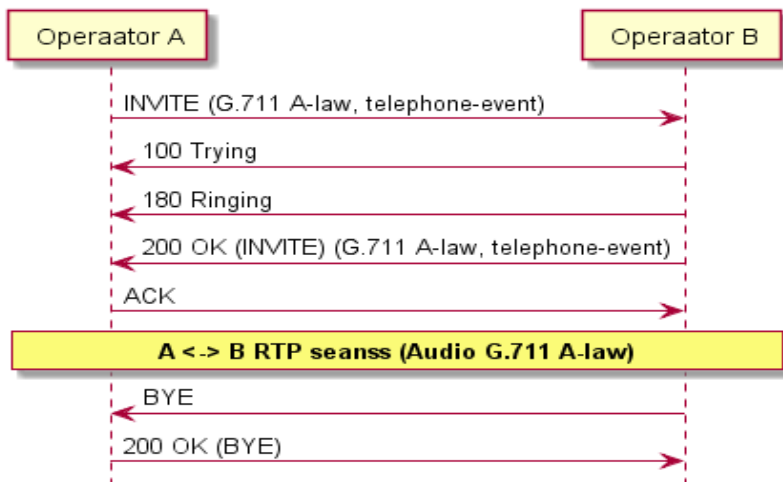 Operaator A
Operaator B
INVITE (G.711 A-law, telephone-event)
100 Trying
180 Ringing
200 OK (INVITE) (G.711 A-law, telephone-event)
ACK
A <-> B RTP seanss (Audio G.711 A-law)
BYE
200 OK (BYE)